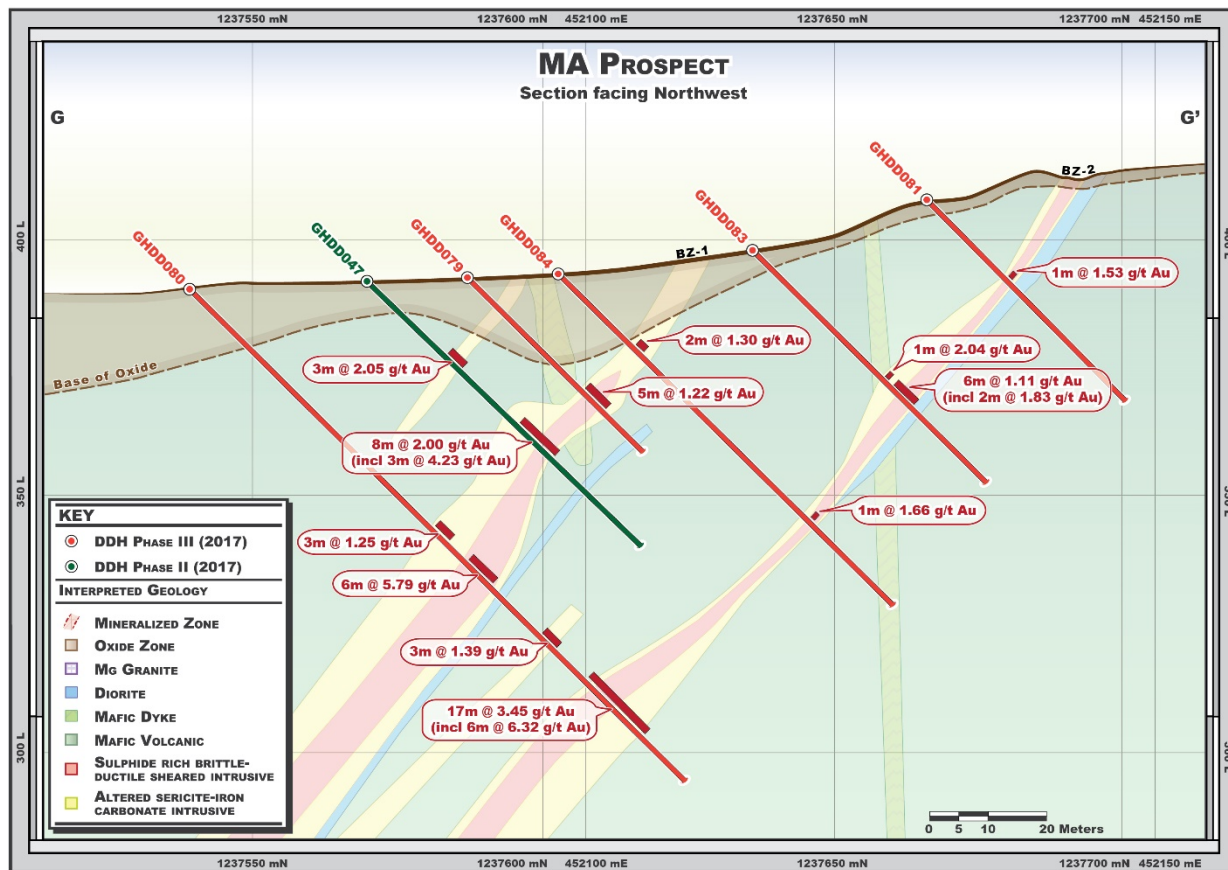 1237550 mN
1237600 mN
452100 mE
1237650 mN
1237700 mN
452150 mE
MA PROSPECT
Section facing Northwest
G
G'
BZ-2
GHDD081
GHDD083
BZ-1
GHDD084
GHDD079
GHDD047
GHDD080
400 L
1m @ 1.53 g/t Au
2m @ 1.30 g/t Au
1m @ 2.04 g/t Au
3m @ 2.05 g/t Au
Base of Oxide
5m @ 1.22 g/t Au
6m @ 1.11 g/t Au
(incl 2m @ 1.83 g/t Au)
8m @ 2.00 g/t Au
(incl 3m @ 4.23 g/t Au)
350 L
1m @ 1.66 g/t Au
3m @ 1.25 g/t Au
6m @ 5.79 g/t Au
3m @ 1.39 g/t Au
17m @ 3.45 g/t Au
(incl 6m @ 6.32 g/t Au)
300 L
KEY
DDH PHASE III (2017)
DDH PHASE II (2017)
INTERPRETED GEOLOGY
MINERALIZED ZONE
OXIDE ZONE
MG GRANITE
DIORITE
MAFIC DYKE
MAFIC VOLCANIC
SULPHIDE RICH BRITTLE-
DUCTILE SHEARED INTRUSIVE
ALTERED SERICITE-IRON
CARBONATE INTRUSIVE
0 5 10 20 Meters
1237550 mN
1237600 mN
452100 mE
1237650 mN
1237700 mN
452150 mE